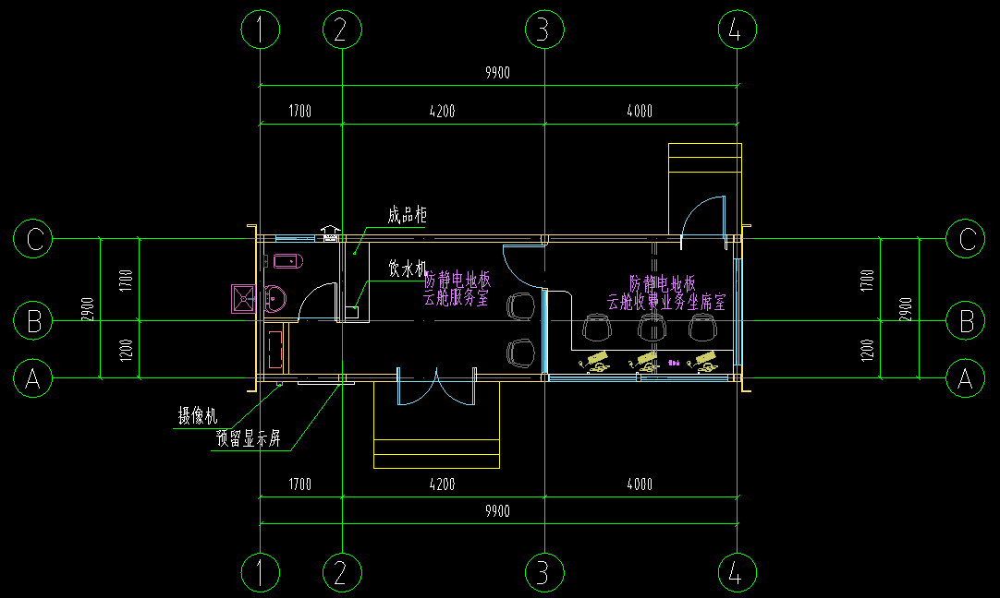 1 2 3 4
9900
1700 4200 4000
C C
成品柜
饮水机
防静电地板
云舱服务室
防静电地板
云舱收费业务坐席室
1700 1700
2900 2900
B B
1200 1200
A A
摄像机
预留显示屏
1700 4200 4000
9900
1 2 3 4